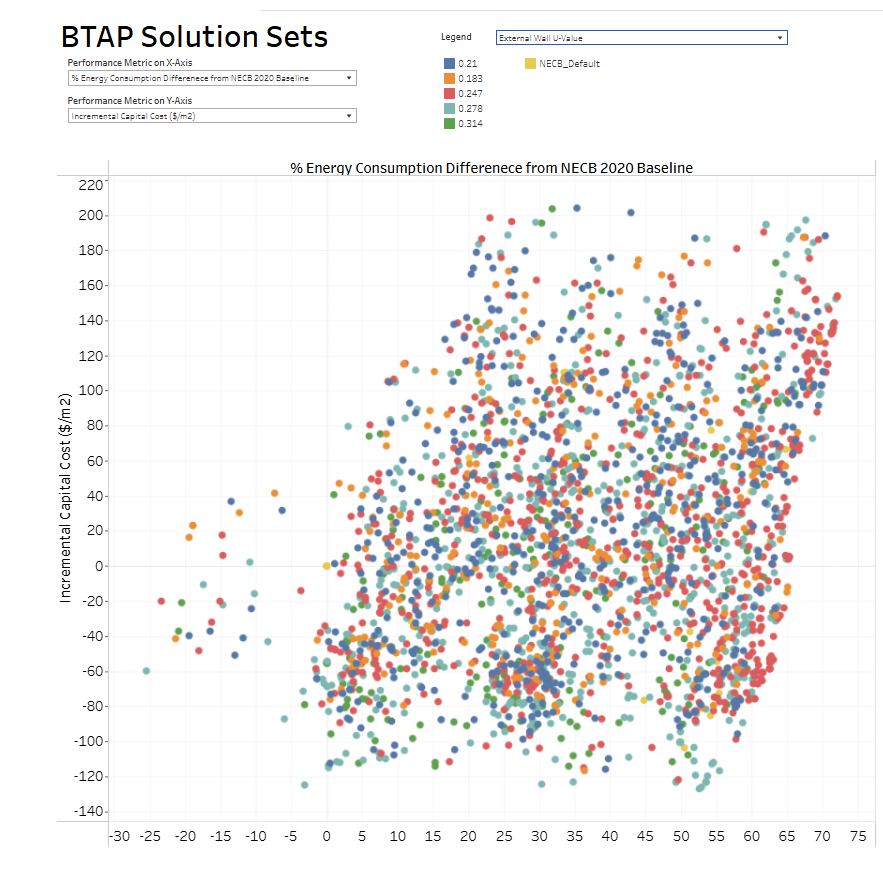 BTAP Solution Sets
Performance Metric on X-Axis
% Energy Consumption Differenece from NECB 2020 Baseline
Performance Metric on Y-Axis
Incremental Capital Cost ($/m2)
Legend
External Wall U-Value
0.21
NECB_Default
0.183
0.247
0.278
0.314
% Energy Consumption Differenece from NECB 2020 Baseline
Incremental Capital Cost ($/m2)
220
200
180
160
140
120
100
80
60
40
20
0
-20
-40
-60
-80
-100
-120
-140
-30 -25 -20 -15 -10 -5 0 5 10 15 20 25 30 35 40 45 50 55 60 65 70 75